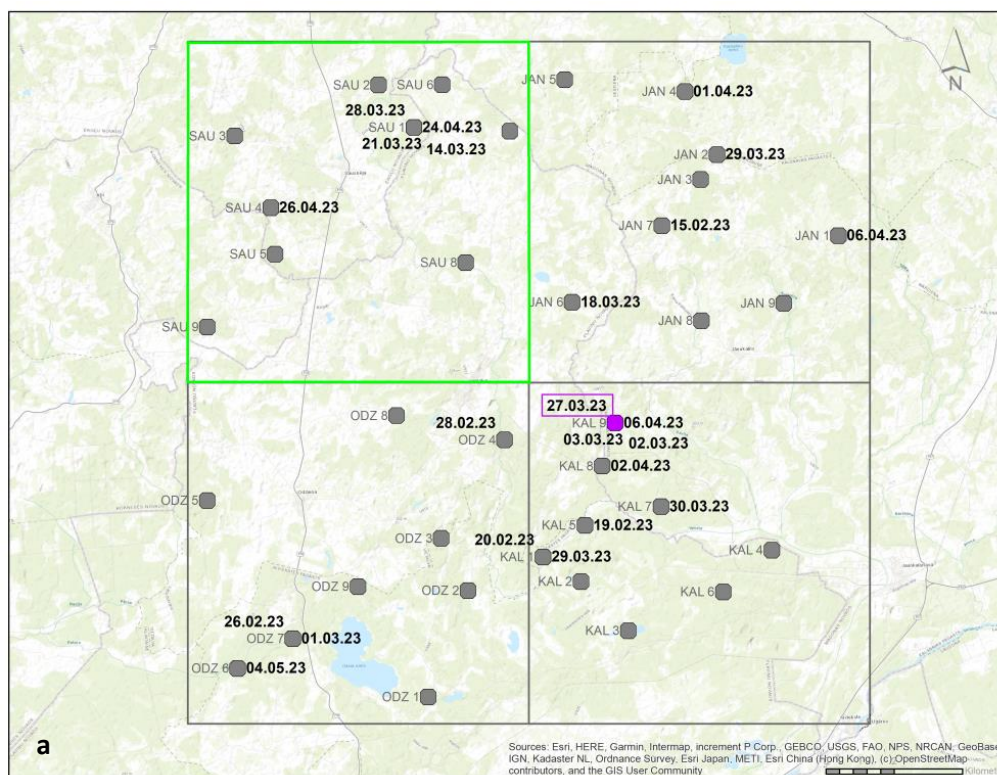 N
SAU 2
SAU 6
JAN 5
JAN 4 01.04.23
28.03.23
SAU 1 24.04.23
21.03.23 14.03.23
SAU 3
JAN 2 29.03.23
JAN 3
SAU 4 26.04.23
JAN 7 15.02.23
JAN 1 06.04.23
SAU 5
SAU 8
JAN 6 18.03.23
JAN 9
SAU 9
JAN 8
27.03.23
ODZ 8
28.02.23
KAL 9 06.04.23
ODZ 4
03.03.23 02.03.23
KAL 8 02.04.23
ODZ 5
KAL 7 30.03.23
KAL 5 19.02.23
ODZ 3
20.02.23
KAL 1 29.03.23
KAL 4
ODZ 9
ODZ 2
KAL 2
KAL 6
26.02.23
ODZ 7 01.03.23
KAL 3
ODZ 6 04.05.23
ODZ 1
a
Sources: Esri, HERE, Garmin, Intermap, increment P Corp., GEBCO, USGS, FAO, NPS, NRCAN, GeoBase,
IGN, Kadaster NL, Ordnance Survey, Esri Japan, METI, Esri China (Hong Kong), (c) OpenStreetMap
contributors, and the GIS User Community